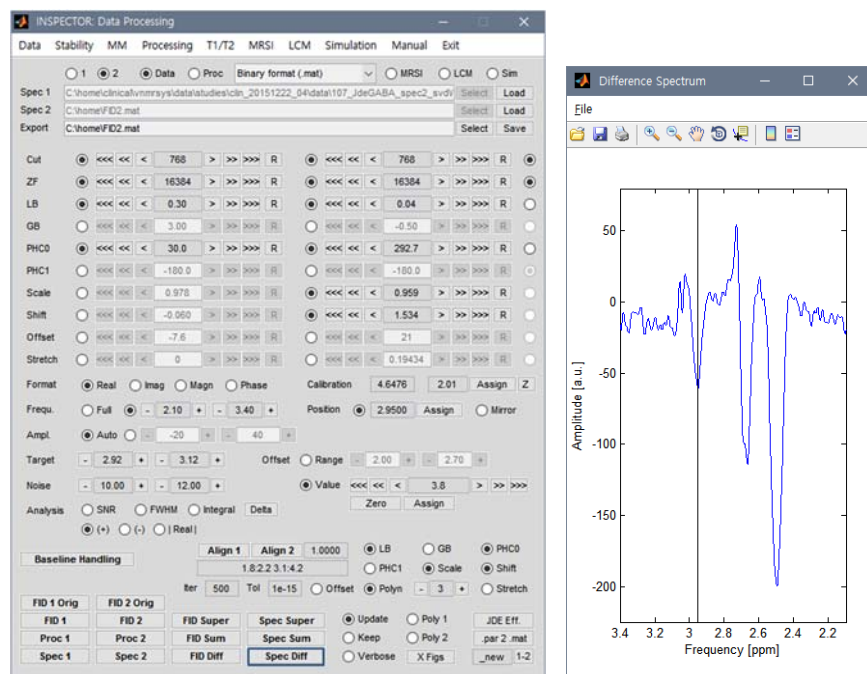 INSPECTOR: Data Processing
Data Stability MM Processing T1/T2 MRSI LCM Simulation Manual Exit
1 2 Data Proc Binary format (.mat) MRSI LCM Sim
Spec 1 C:\home\clinical\vnmrsys\data\studies\clin_20151222_04\data\107_JdeGABA_spec2_svd\ Select Load
Spec 2 C:\home\FID2.mat Select Load
Export C:\home\FID2.mat Select Save
Cut <<< << < 768 > >> >>> R <<< << < 768 > >> >>> R
ZF <<< << < 16384 > >> >>> R <<< << < 16384 > >> >>> R
LB <<< << < 0.30 > >> >>> R <<< << < 0.04 > >> >>> R
GB <<< << < 3.00 > >> >>> R <<< << < -0.50 > >> >>> R
PHC0 <<< << < 30.0 > >> >>> R <<< << < 292.7 > >> >>> R
PHC1 <<< << < -180.0 > >> >>> R <<< << < -180.0 > >> >>> R
Scale <<< << < 0.978 > >> >>> R <<< << < 0.959 > >> >>> R
Shift <<< << < -0.060 > >> >>> R <<< << < 1.534 > >> >>> R
Offset <<< << < -7.6 > >> >>> R <<< << < 21 > >> >>> R
Stretch <<< << < 0 > >> >>> R <<< << < 0.19434 > >> >>> R
Format Real Imag Magn Phase Calibration 4.6476 2.01 Assign Z
Frequ. Full - 2.10 + - 3.40 + Position 2.9500 Assign Mirror
Ampl. Auto - -20 + - 40 +
Target - 2.92 + - 3.12 + Offset Range - 2.00 + - 2.70 +
Noise - 10.00 + - 12.00 + Value <<< << < 3.8 > >> >>>
Zero Assign
Analysis SNR FWHM Integral Delta
(+) (-) | Real |
Baseline Handling
Align 1 Align 2 1.0000 LB GB PHC0
1.8:2.2 3.1:4.2 PHC1 Scale Shift
Iter 500 Tol 1e-15 Offset Polyn - 3 + Stretch
FID 1 Orig FID 2 Orig
FID 1 FID 2 FID Super Spec Super Update Poly 1 JDE Eff.
Proc 1 Proc 2 FID Sum Spec Sum Keep Poly 2 .par 2 .mat
Spec 1 Spec 2 FID Diff Spec Diff Verbose X Figs _new 1-2
Difference Spectrum
File
50
0
-50
-100
-150
-200
Amplitude [a.u.]
3.4 3.2 3 2.8 2.6 2.4 2.2
Frequency [ppm]